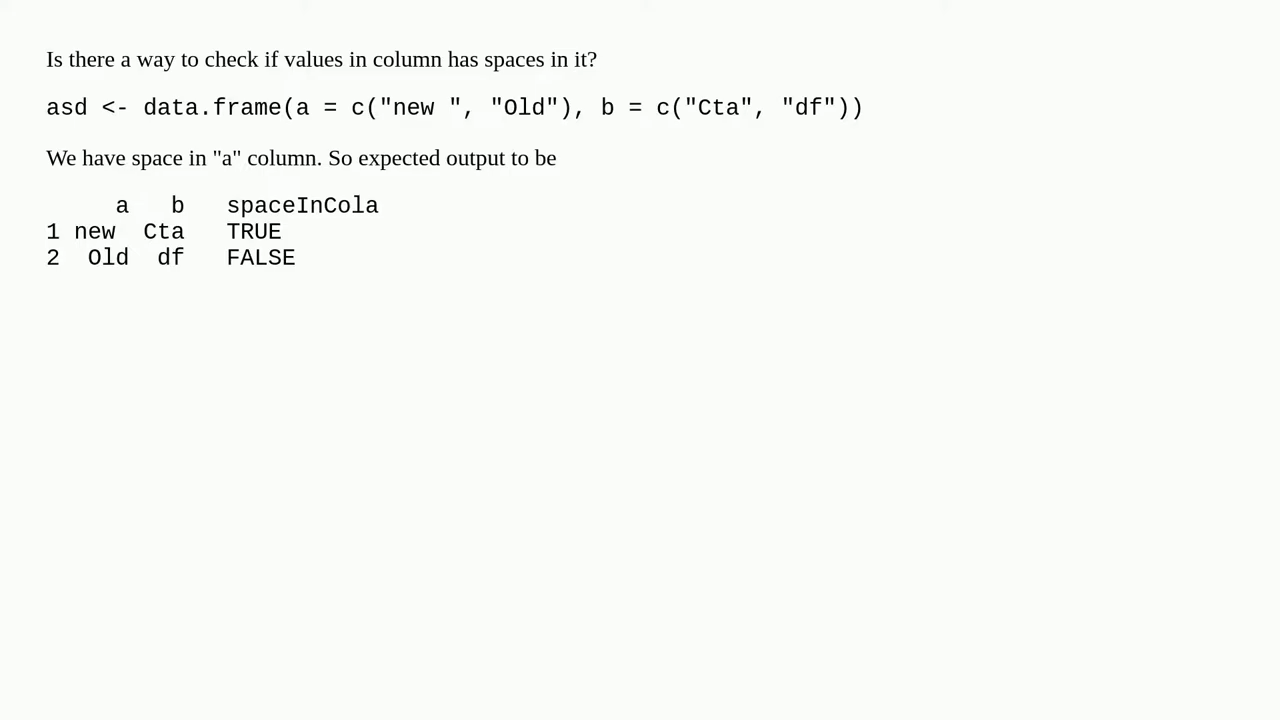 Is there a way to check if values in column has spaces in it?
asd <- data.frame(a = c("new ", "Old"), b = c("Cta", "df"))
We have space in "a" column. So expected output to be
     a   b   spaceInCola
1 new  Cta   TRUE
2  Old  df   FALSE